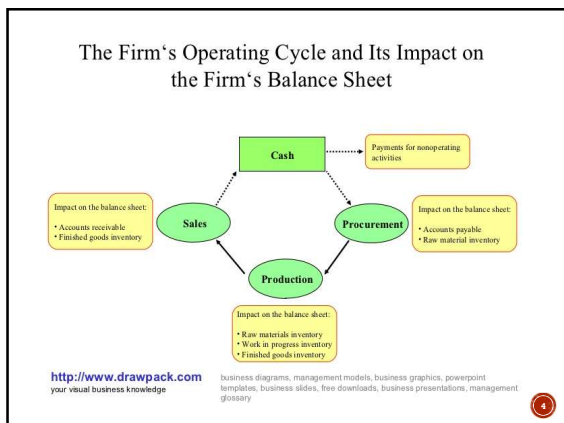 The Firm‘s Operating Cycle and Its Impact on
the Firm‘s Balance Sheet
Cash
Payments for nonoperating
activities
Impact on the balance sheet:
• Accounts receivable
• Finished goods inventory
Sales
Procurement
Impact on the balance sheet:
• Accounts payable
• Raw material inventory
Production
Impact on the balance sheet:
• Raw materials inventory
• Work in progress inventory
• Finished goods inventory
http://www.drawpack.com
your visual business knowledge
business diagrams, management models, business graphics, powerpoint
templates, business slides, free downloads, business presentations, management
glossary
4